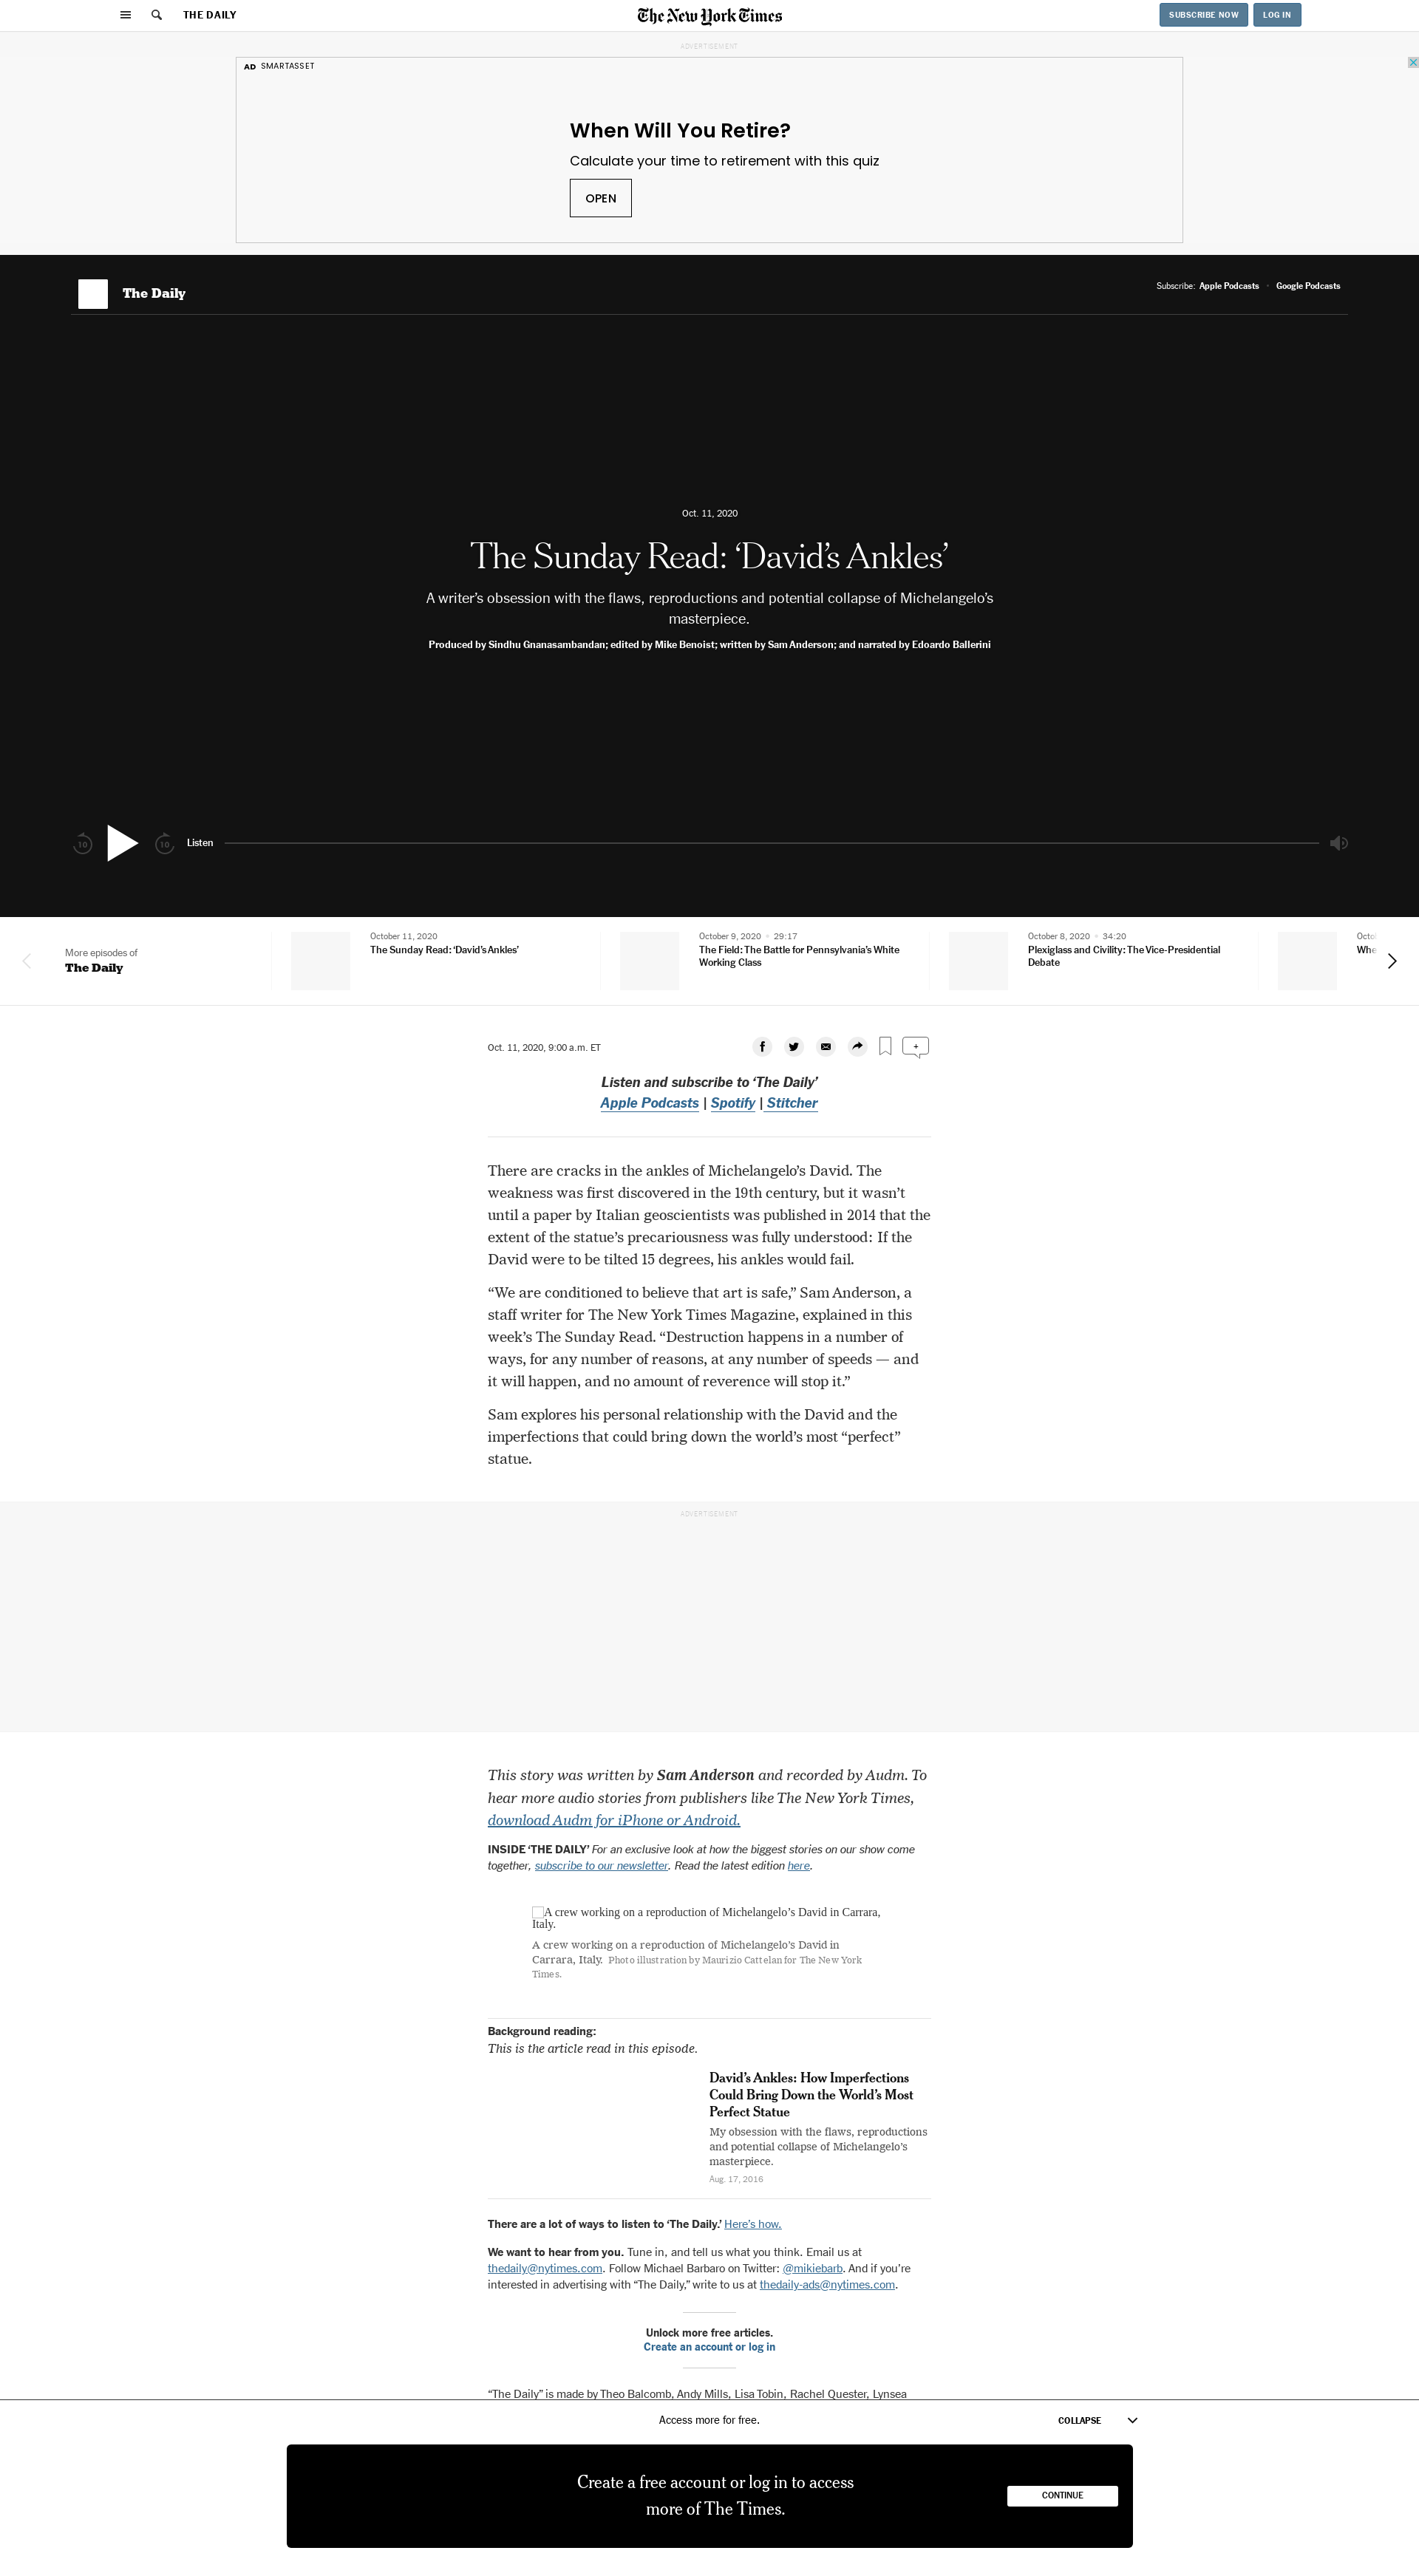 THE DAILY
The New York Times
SUBSCRIBE NOW
LOG IN
ADVERTISEMENT
AD SMARTASSET
When Will You Retire?
Calculate your time to retirement with this quiz
OPEN
The Daily
Subscribe: Apple Podcasts • Google Podcasts
Oct. 11, 2020
The Sunday Read: ‘David’s Ankles’
A writer’s obsession with the flaws, reproductions and potential collapse of Michelangelo’s
masterpiece.
Produced by Sindhu Gnanasambandan; edited by Mike Benoist; written by Sam Anderson; and narrated by Edoardo Ballerini
10
10
Listen
More episodes of
The Daily
October 11, 2020
The Sunday Read: ‘David’s Ankles’
October 9, 2020 • 29:17
The Field: The Battle for Pennsylvania’s White
Working Class
October 8, 2020 • 34:20
Plexiglass and Civility: The Vice-Presidential
Debate
Octo
Whe
Oct. 11, 2020, 9:00 a.m. ET
+
Listen and subscribe to ‘The Daily’
Apple Podcasts | Spotify | Stitcher
There are cracks in the ankles of Michelangelo’s David. The
weakness was first discovered in the 19th century, but it wasn’t
until a paper by Italian geoscientists was published in 2014 that the
extent of the statue’s precariousness was fully understood: If the
David were to be tilted 15 degrees, his ankles would fail.
“We are conditioned to believe that art is safe,” Sam Anderson, a
staff writer for The New York Times Magazine, explained in this
week’s The Sunday Read. “Destruction happens in a number of
ways, for any number of reasons, at any number of speeds — and
it will happen, and no amount of reverence will stop it.”
Sam explores his personal relationship with the David and the
imperfections that could bring down the world’s most “perfect”
statue.
ADVERTISEMENT
This story was written by Sam Anderson and recorded by Audm. To
hear more audio stories from publishers like The New York Times,
download Audm for iPhone or Android.
INSIDE ‘THE DAILY’ For an exclusive look at how the biggest stories on our show come
together, subscribe to our newsletter. Read the latest edition here.
A crew working on a reproduction of Michelangelo’s David in Carrara,
Italy.
A crew working on a reproduction of Michelangelo’s David in
Carrara, Italy. Photo illustration by Maurizio Cattelan for The New York
Times.
Background reading:
This is the article read in this episode.
David’s Ankles: How Imperfections
Could Bring Down the World’s Most
Perfect Statue
My obsession with the flaws, reproductions
and potential collapse of Michelangelo’s
masterpiece.
Aug. 17, 2016
There are a lot of ways to listen to ‘The Daily.’ Here’s how.
We want to hear from you. Tune in, and tell us what you think. Email us at
thedaily@nytimes.com. Follow Michael Barbaro on Twitter: @mikiebarb. And if you’re
interested in advertising with “The Daily,” write to us at thedaily-ads@nytimes.com.
Unlock more free articles.
Create an account or log in
“The Daily” is made by Theo Balcomb, Andy Mills, Lisa Tobin, Rachel Quester, Lynsea
Access more for free.
COLLAPSE
Create a free account or log in to access
more of The Times.
CONTINUE